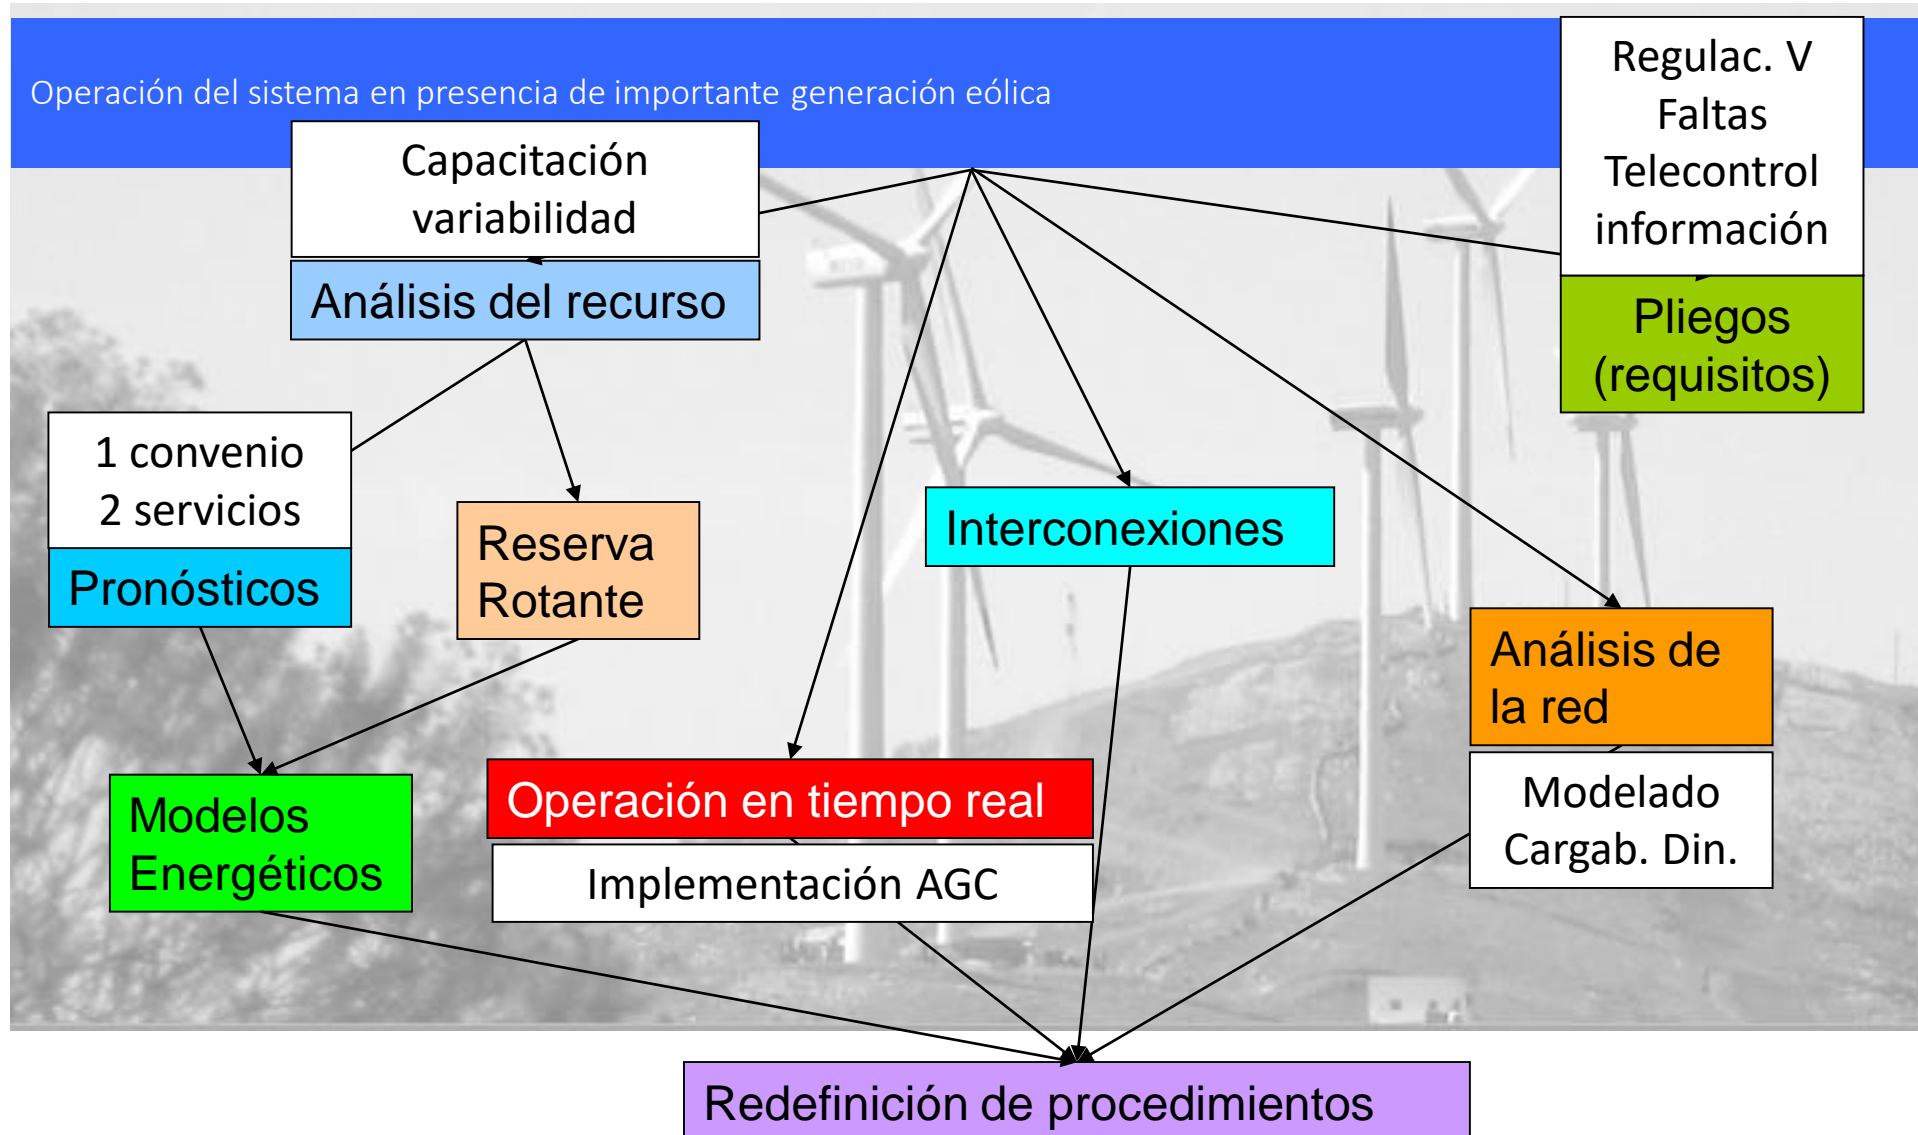 Operación del sistema en presencia de importante generación eólica
Regulac. V
Faltas
Telecontrol
información
Pliegos
(requisitos)
Capacitación
variabilidad
Análisis del recurso
1 convenio
2 servicios
Pronósticos
Reserva
Rotante
Interconexiones
Análisis de
la red
Modelado
Cargab. Din.
Modelos
Energéticos
Operación en tiempo real
Implementación AGC
Redefinición de procedimientos